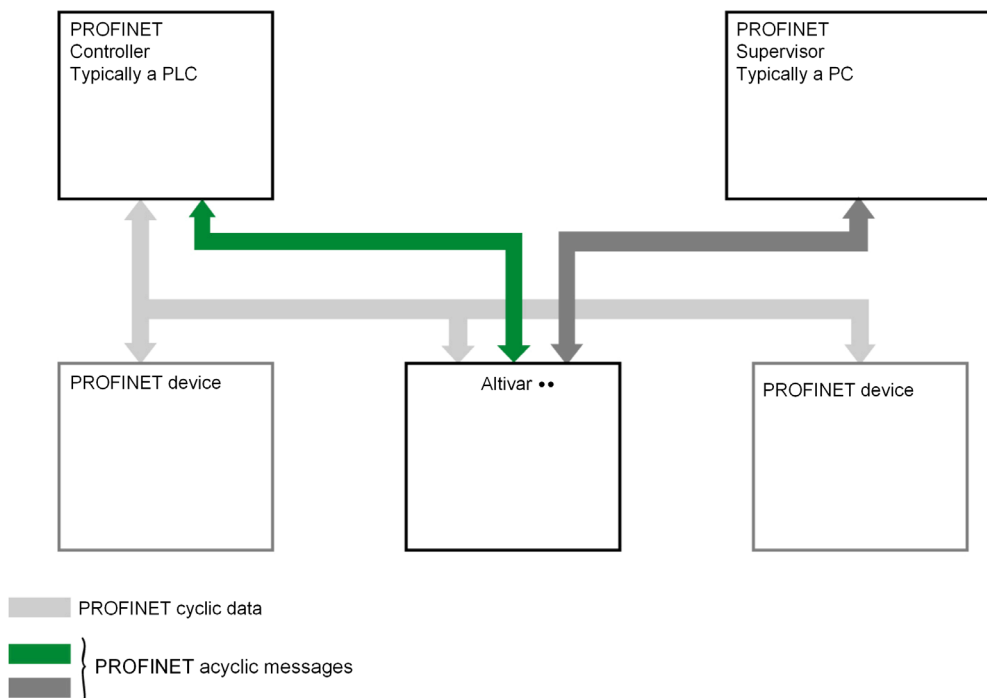 PROFINET
Controller
Typically a PLC
PROFINET
Supervisor
Typically a PC
PROFINET device
Altivar ••
PROFINET device
PROFINET cyclic data
PROFINET acyclic messages